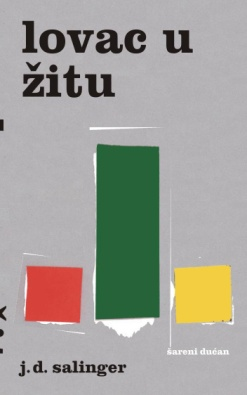 lovac u
žitu
šareni dućan
j.d. salinger